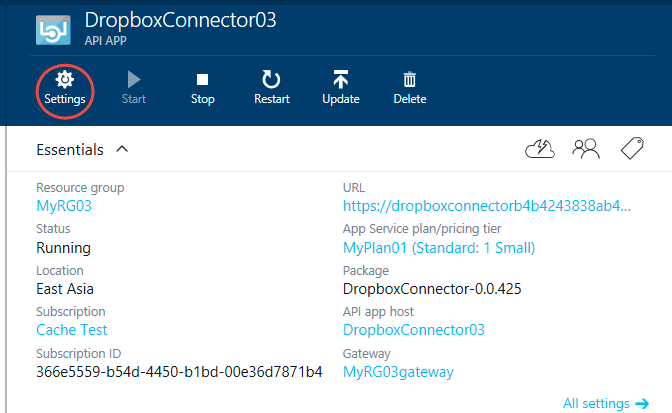 DropboxConnector03
API APP
Settings
Start
Stop
Restart
Update
Delete
Essentials
Resource group
MyRG03
URL
https://dropboxconnectorb4b4243838ab4...
Status
Running
App Service plan/pricing tier
MyPlan01 (Standard: 1 Small)
Location
East Asia
Package
DropboxConnector-0.0.425
Subscription
Cache Test
API app host
DropboxConnector03
Subscription ID
366e5559-b54d-4450-b1bd-00e36d7871b4
Gateway
MyRG03gateway
All settings